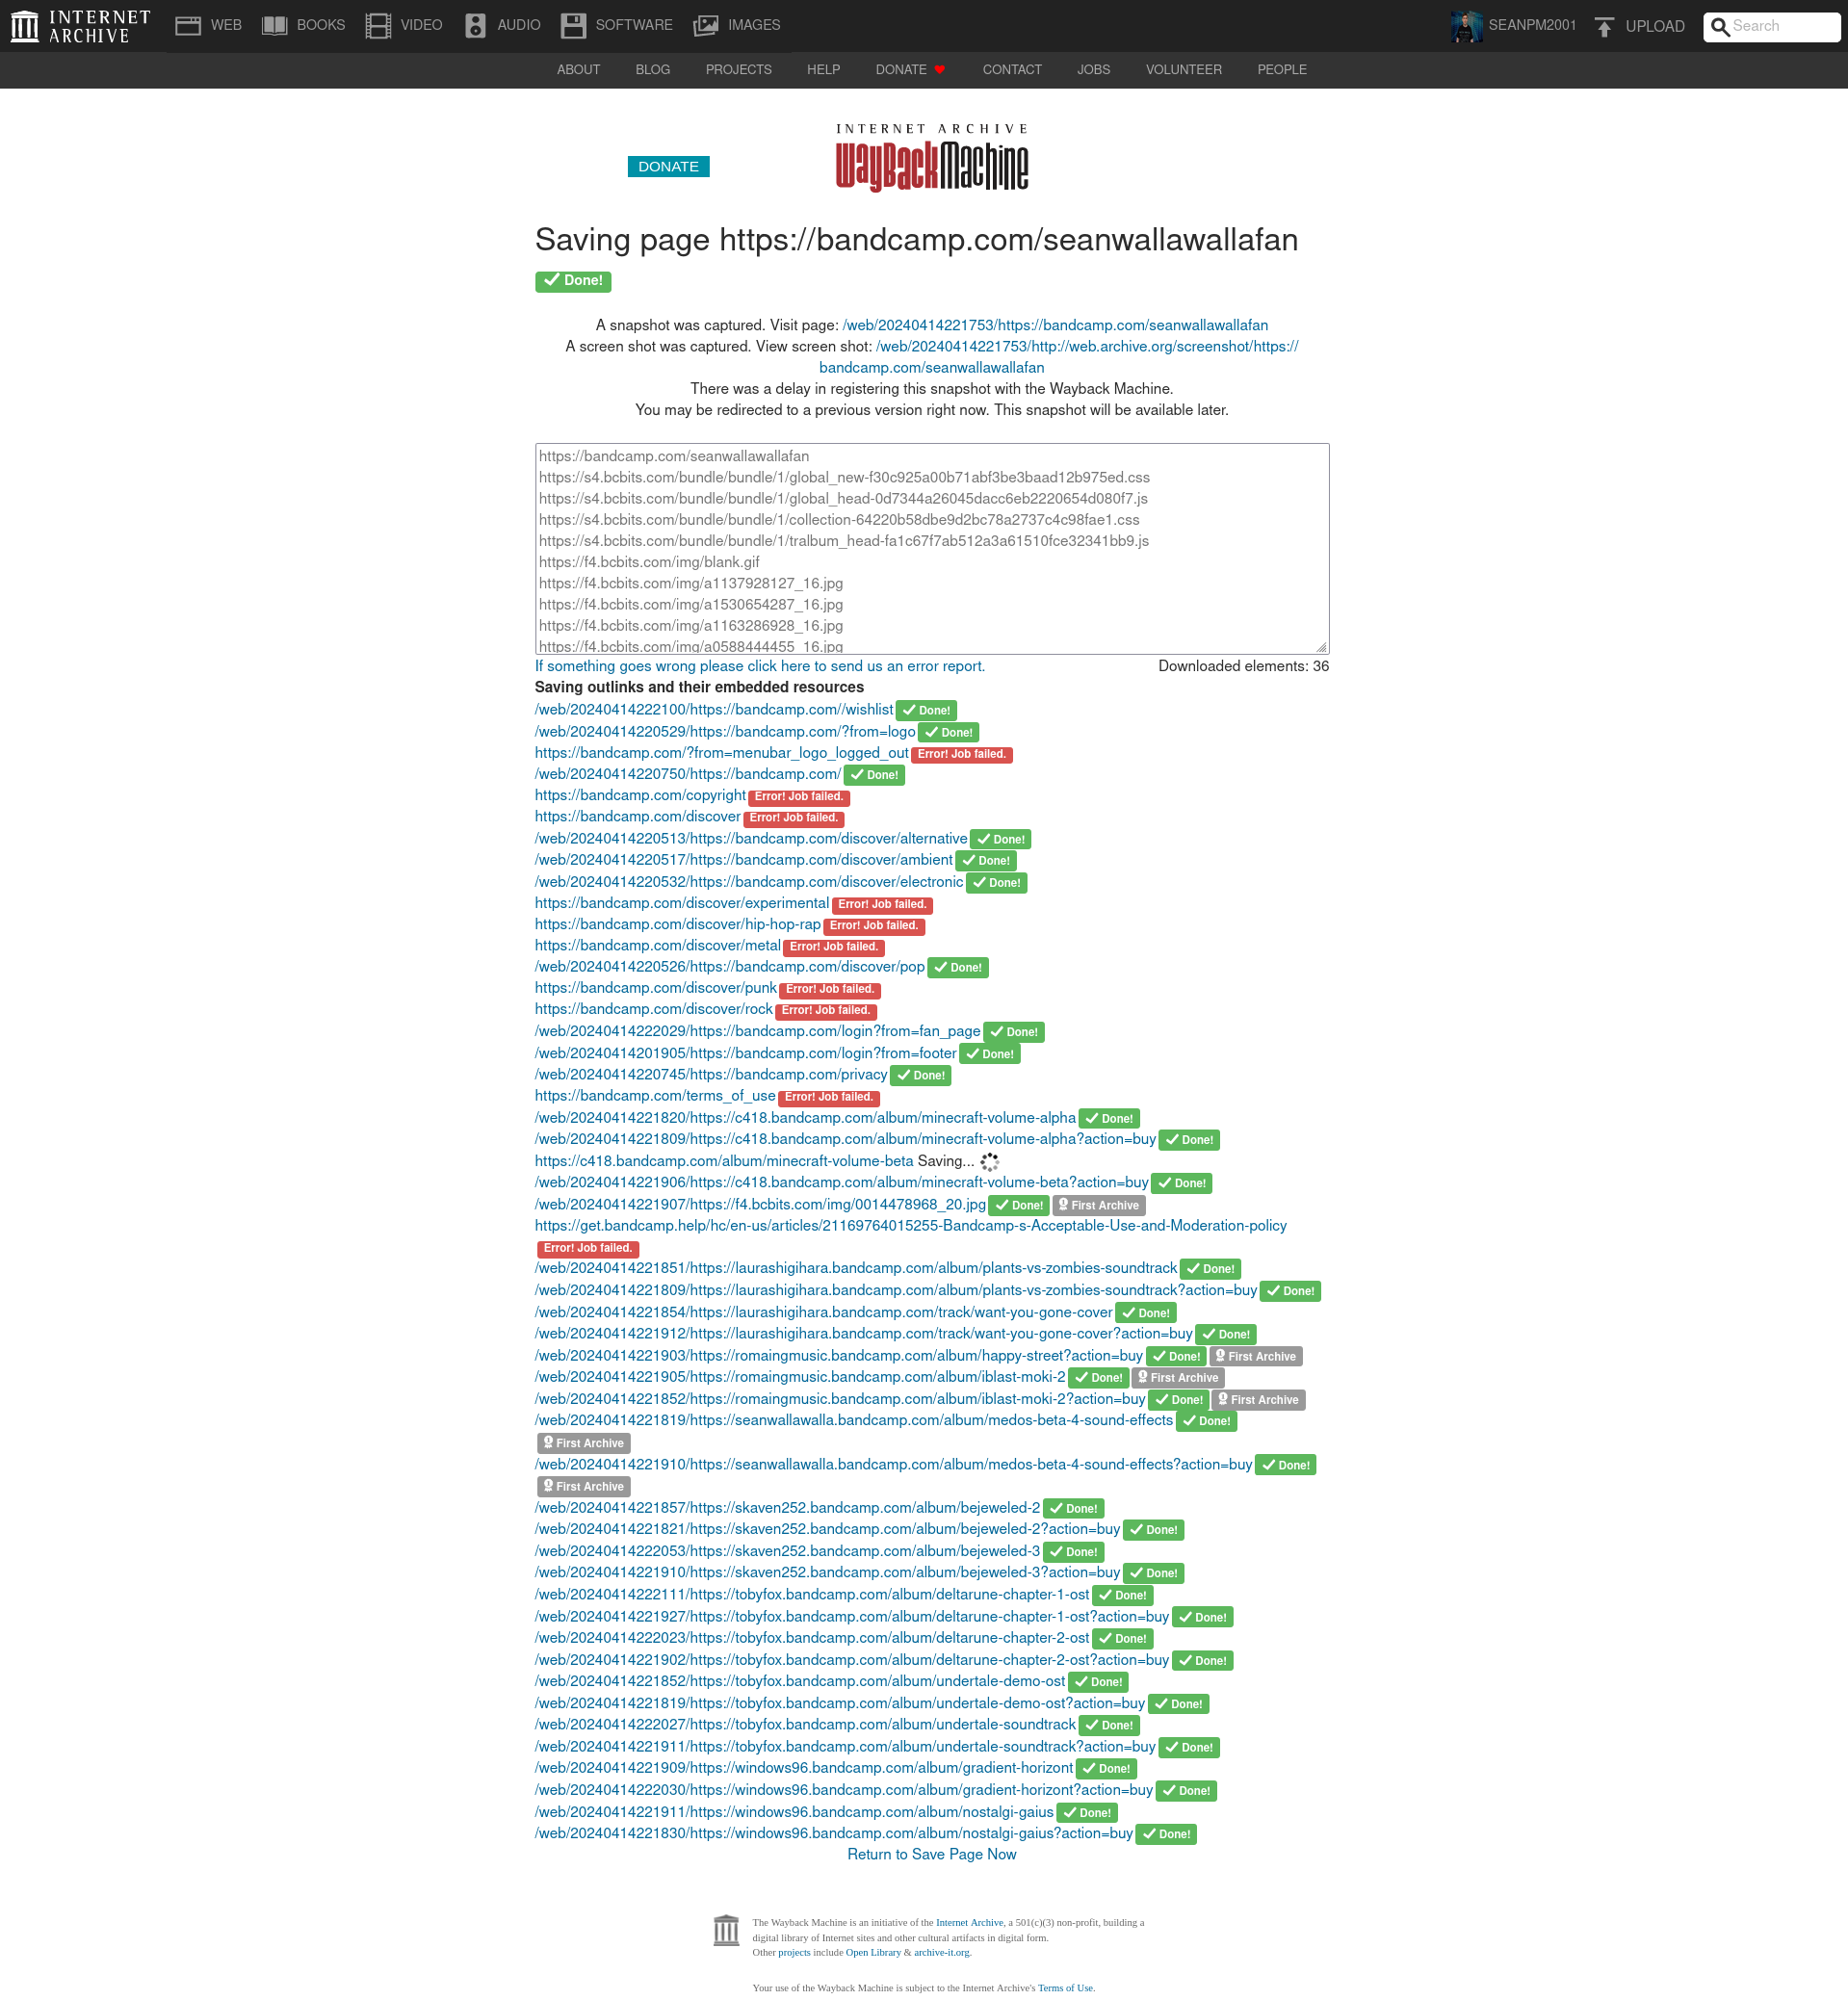 INTERNET ARCHIVE
WEB
BOOKS
VIDEO
AUDIO
SOFTWARE
IMAGES
SEANPM2001
UPLOAD
Search
ABOUT
BLOG
PROJECTS
HELP
DONATE
CONTACT
JOBS
VOLUNTEER
PEOPLE
DONATE
INTERNET ARCHIVE
WayBackMachine
Saving page https://bandcamp.com/seanwallawallafan
Done!
A snapshot was captured. Visit page: /web/20240414221753/https://bandcamp.com/seanwallawallafan
A screen shot was captured. View screen shot: /web/20240414221753/http://web.archive.org/screenshot/https://
bandcamp.com/seanwallawallafan
There was a delay in registering this snapshot with the Wayback Machine.
You may be redirected to a previous version right now. This snapshot will be available later.
https://bandcamp.com/seanwallawallafan
https://s4.bcbits.com/bundle/bundle/1/global_new-f30c925a00b71abf3be3baad12b975ed.css
https://s4.bcbits.com/bundle/bundle/1/global_head-0d7344a26045dacc6eb2220654d080f7.js
https://s4.bcbits.com/bundle/bundle/1/collection-64220b58dbe9d2bc78a2737c4c98fae1.css
https://s4.bcbits.com/bundle/bundle/1/tralbum_head-fa1c67f7ab512a3a61510fce32341bb9.js
https://f4.bcbits.com/img/blank.gif
https://f4.bcbits.com/img/a1137928127_16.jpg
https://f4.bcbits.com/img/a1530654287_16.jpg
https://f4.bcbits.com/img/a1163286928_16.jpg
https://f4.bcbits.com/img/a0588444455_16.jpg
If something goes wrong please click here to send us an error report. Downloaded elements: 36
Saving outlinks and their embedded resources
/web/20240414222100/https://bandcamp.com//wishlist Done!
/web/20240414220529/https://bandcamp.com/?from=logo Done!
https://bandcamp.com/?from=menubar_logo_logged_out Error! Job failed.
/web/20240414220750/https://bandcamp.com/ Done!
https://bandcamp.com/copyright Error! Job failed.
https://bandcamp.com/discover Error! Job failed.
/web/20240414220513/https://bandcamp.com/discover/alternative Done!
/web/20240414220517/https://bandcamp.com/discover/ambient Done!
/web/20240414220532/https://bandcamp.com/discover/electronic Done!
https://bandcamp.com/discover/experimental Error! Job failed.
https://bandcamp.com/discover/hip-hop-rap Error! Job failed.
https://bandcamp.com/discover/metal Error! Job failed.
/web/20240414220526/https://bandcamp.com/discover/pop Done!
https://bandcamp.com/discover/punk Error! Job failed.
https://bandcamp.com/discover/rock Error! Job failed.
/web/20240414222029/https://bandcamp.com/login?from=fan_page Done!
/web/20240414201905/https://bandcamp.com/login?from=footer Done!
/web/20240414220745/https://bandcamp.com/privacy Done!
https://bandcamp.com/terms_of_use Error! Job failed.
/web/20240414221820/https://c418.bandcamp.com/album/minecraft-volume-alpha Done!
/web/20240414221809/https://c418.bandcamp.com/album/minecraft-volume-alpha?action=buy Done!
https://c418.bandcamp.com/album/minecraft-volume-beta Saving...
/web/20240414221906/https://c418.bandcamp.com/album/minecraft-volume-beta?action=buy Done!
/web/20240414221907/https://f4.bcbits.com/img/0014478968_20.jpg Done! First Archive
https://get.bandcamp.help/hc/en-us/articles/21169764015255-Bandcamp-s-Acceptable-Use-and-Moderation-policy
Error! Job failed.
/web/20240414221851/https://laurashigihara.bandcamp.com/album/plants-vs-zombies-soundtrack Done!
/web/20240414221809/https://laurashigihara.bandcamp.com/album/plants-vs-zombies-soundtrack?action=buy Done!
/web/20240414221854/https://laurashigihara.bandcamp.com/track/want-you-gone-cover Done!
/web/20240414221912/https://laurashigihara.bandcamp.com/track/want-you-gone-cover?action=buy Done!
/web/20240414221903/https://romaingmusic.bandcamp.com/album/happy-street?action=buy Done! First Archive
/web/20240414221905/https://romaingmusic.bandcamp.com/album/iblast-moki-2 Done! First Archive
/web/20240414221852/https://romaingmusic.bandcamp.com/album/iblast-moki-2?action=buy Done! First Archive
/web/20240414221819/https://seanwallawalla.bandcamp.com/album/medos-beta-4-sound-effects Done!
First Archive
/web/20240414221910/https://seanwallawalla.bandcamp.com/album/medos-beta-4-sound-effects?action=buy Done!
First Archive
/web/20240414221857/https://skaven252.bandcamp.com/album/bejeweled-2 Done!
/web/20240414221821/https://skaven252.bandcamp.com/album/bejeweled-2?action=buy Done!
/web/20240414222053/https://skaven252.bandcamp.com/album/bejeweled-3 Done!
/web/20240414221910/https://skaven252.bandcamp.com/album/bejeweled-3?action=buy Done!
/web/20240414222111/https://tobyfox.bandcamp.com/album/deltarune-chapter-1-ost Done!
/web/20240414221927/https://tobyfox.bandcamp.com/album/deltarune-chapter-1-ost?action=buy Done!
/web/20240414222023/https://tobyfox.bandcamp.com/album/deltarune-chapter-2-ost Done!
/web/20240414221902/https://tobyfox.bandcamp.com/album/deltarune-chapter-2-ost?action=buy Done!
/web/20240414221852/https://tobyfox.bandcamp.com/album/undertale-demo-ost Done!
/web/20240414221819/https://tobyfox.bandcamp.com/album/undertale-demo-ost?action=buy Done!
/web/20240414222027/https://tobyfox.bandcamp.com/album/undertale-soundtrack Done!
/web/20240414221911/https://tobyfox.bandcamp.com/album/undertale-soundtrack?action=buy Done!
/web/20240414221909/https://windows96.bandcamp.com/album/gradient-horizont Done!
/web/20240414222030/https://windows96.bandcamp.com/album/gradient-horizont?action=buy Done!
/web/20240414221911/https://windows96.bandcamp.com/album/nostalgi-gaius Done!
/web/20240414221830/https://windows96.bandcamp.com/album/nostalgi-gaius?action=buy Done!
Return to Save Page Now
The Wayback Machine is an initiative of the Internet Archive, a 501(c)(3) non-profit, building a
digital library of Internet sites and other cultural artifacts in digital form.
Other projects include Open Library & archive-it.org.
Your use of the Wayback Machine is subject to the Internet Archive's Terms of Use.